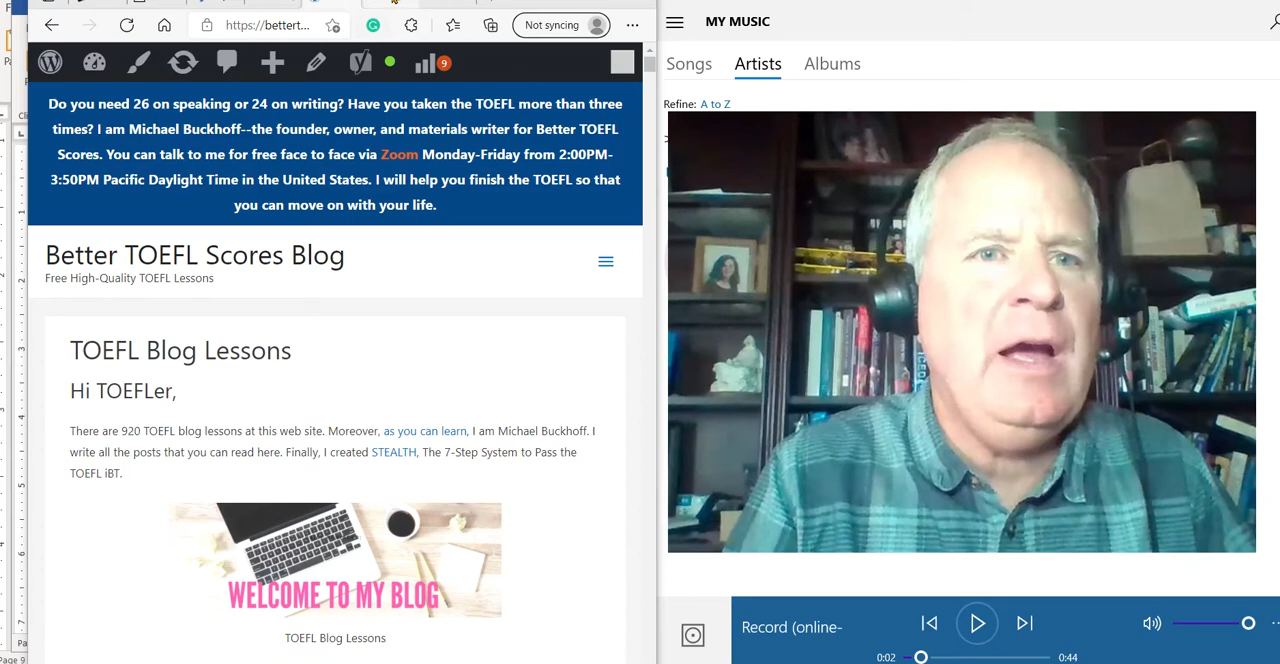 https://bettert...
Not syncing
9
Do you need 26 on speaking or 24 on writing? Have you taken the TOEFL more than three
times? I am Michael Buckhoff--the founder, owner, and materials writer for Better TOEFL
Scores. You can talk to me for free face to face via Zoom Monday-Friday from 2:00PM-
3:50PM Pacific Daylight Time in the United States. I will help you finish the TOEFL so that
you can move on with your life.
Better TOEFL Scores Blog
Free High-Quality TOEFL Lessons
TOEFL Blog Lessons
Hi TOEFLer,
There are 920 TOEFL blog lessons at this web site. Moreover, as you can learn, I am Michael Buckhoff. I
write all the posts that you can read here. Finally, I created STEALTH, The 7-Step System to Pass the
TOEFL iBT.
WELCOME TO MY BLOG
TOEFL Blog Lessons
MY MUSIC
Songs Artists Albums
Refine: A to Z
Record (online-
0:02
0:44
Page 9